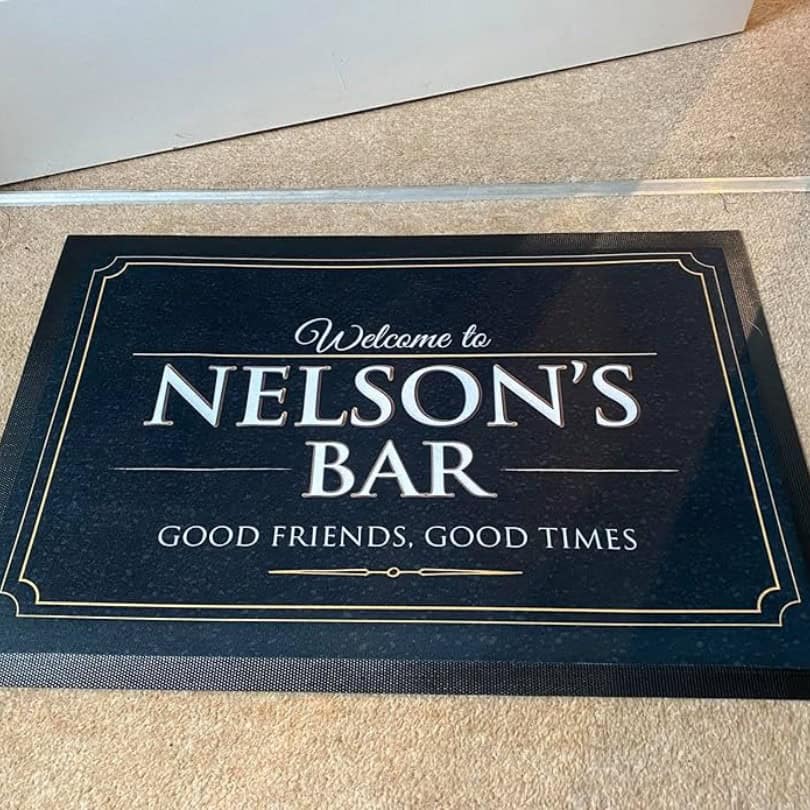 Welcome to
NELSON'S
BAR
GOOD FRIENDS, GOOD TIMES